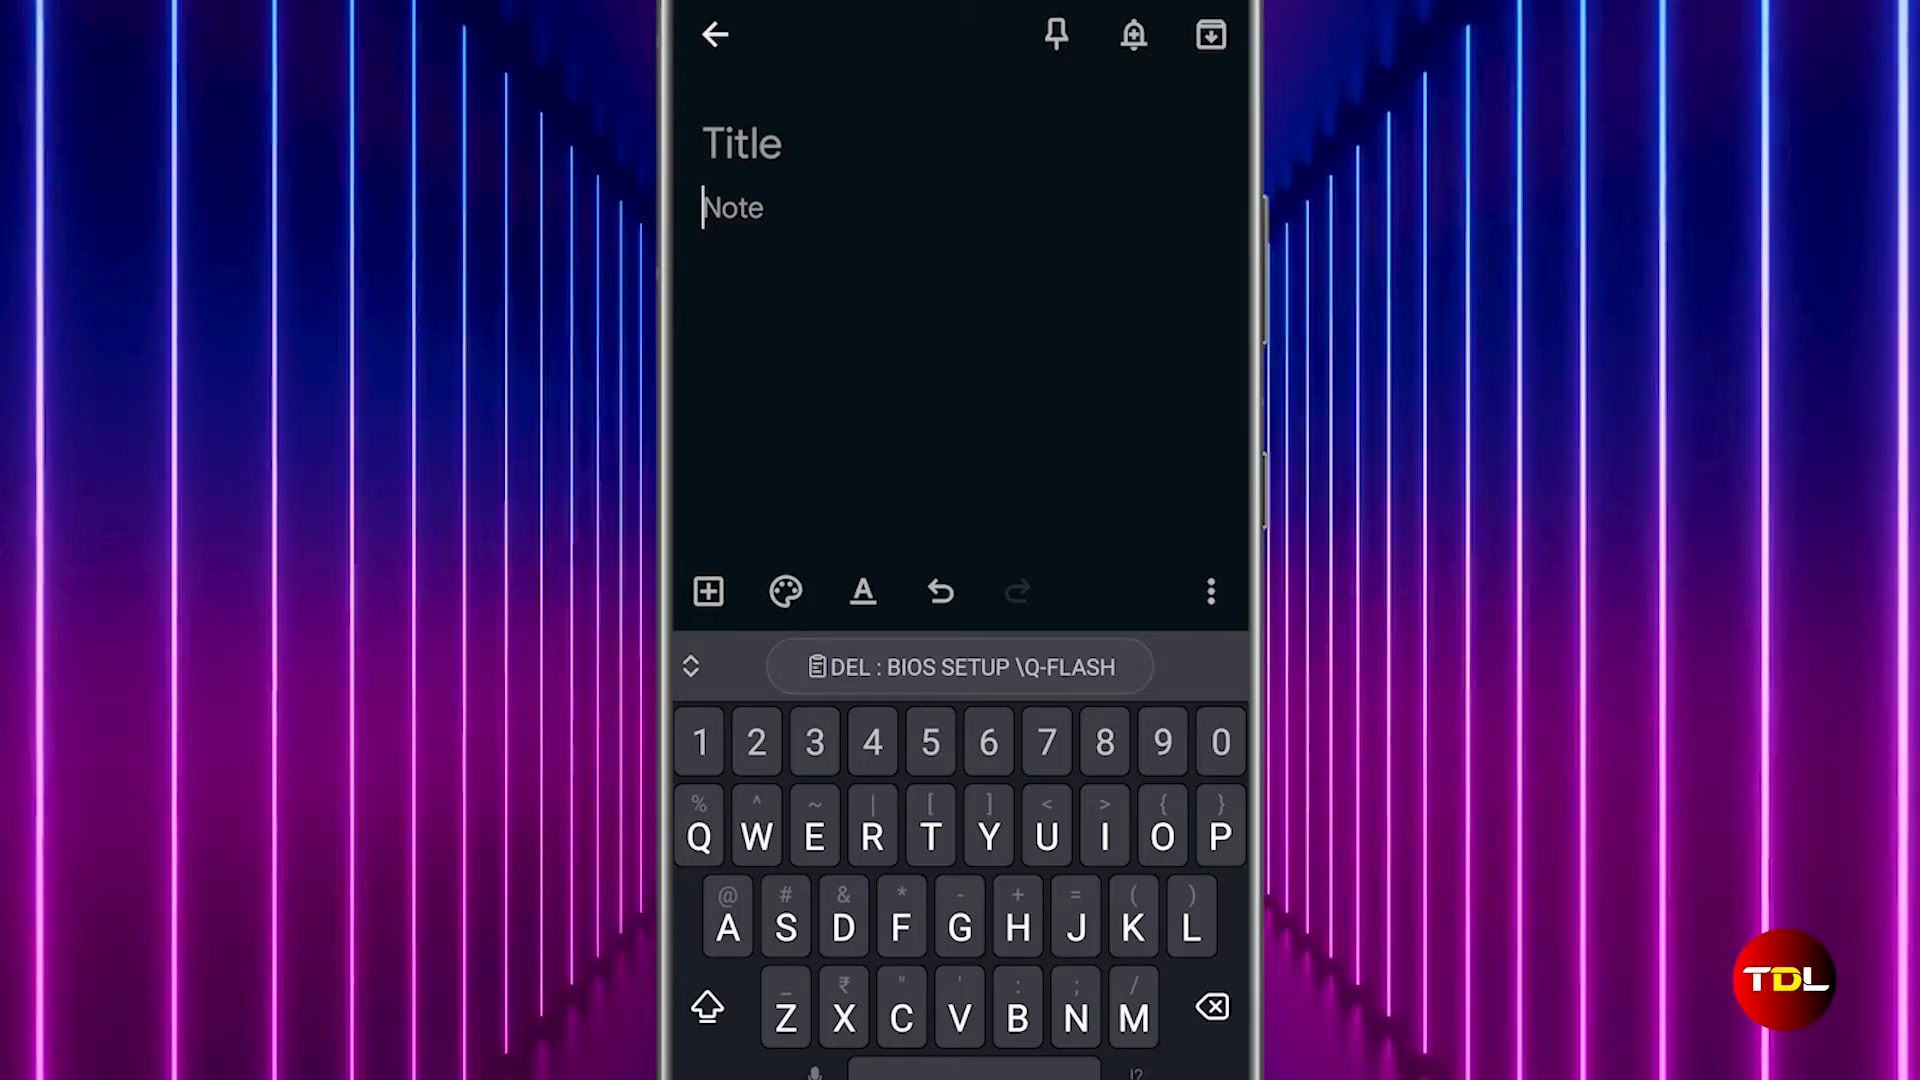 Title
Note
DEL : BIOS SETUP \Q-FLASH
1 2 3 4 5 6 7 8 9 0
% ^ ~ | [ ] < > { }
Q W E R T Y U I O P
@ # & * - + = ( )
A S D F G H J K L
_ ₹ " ' : ; /
Z X C V B N M
!?
TDL